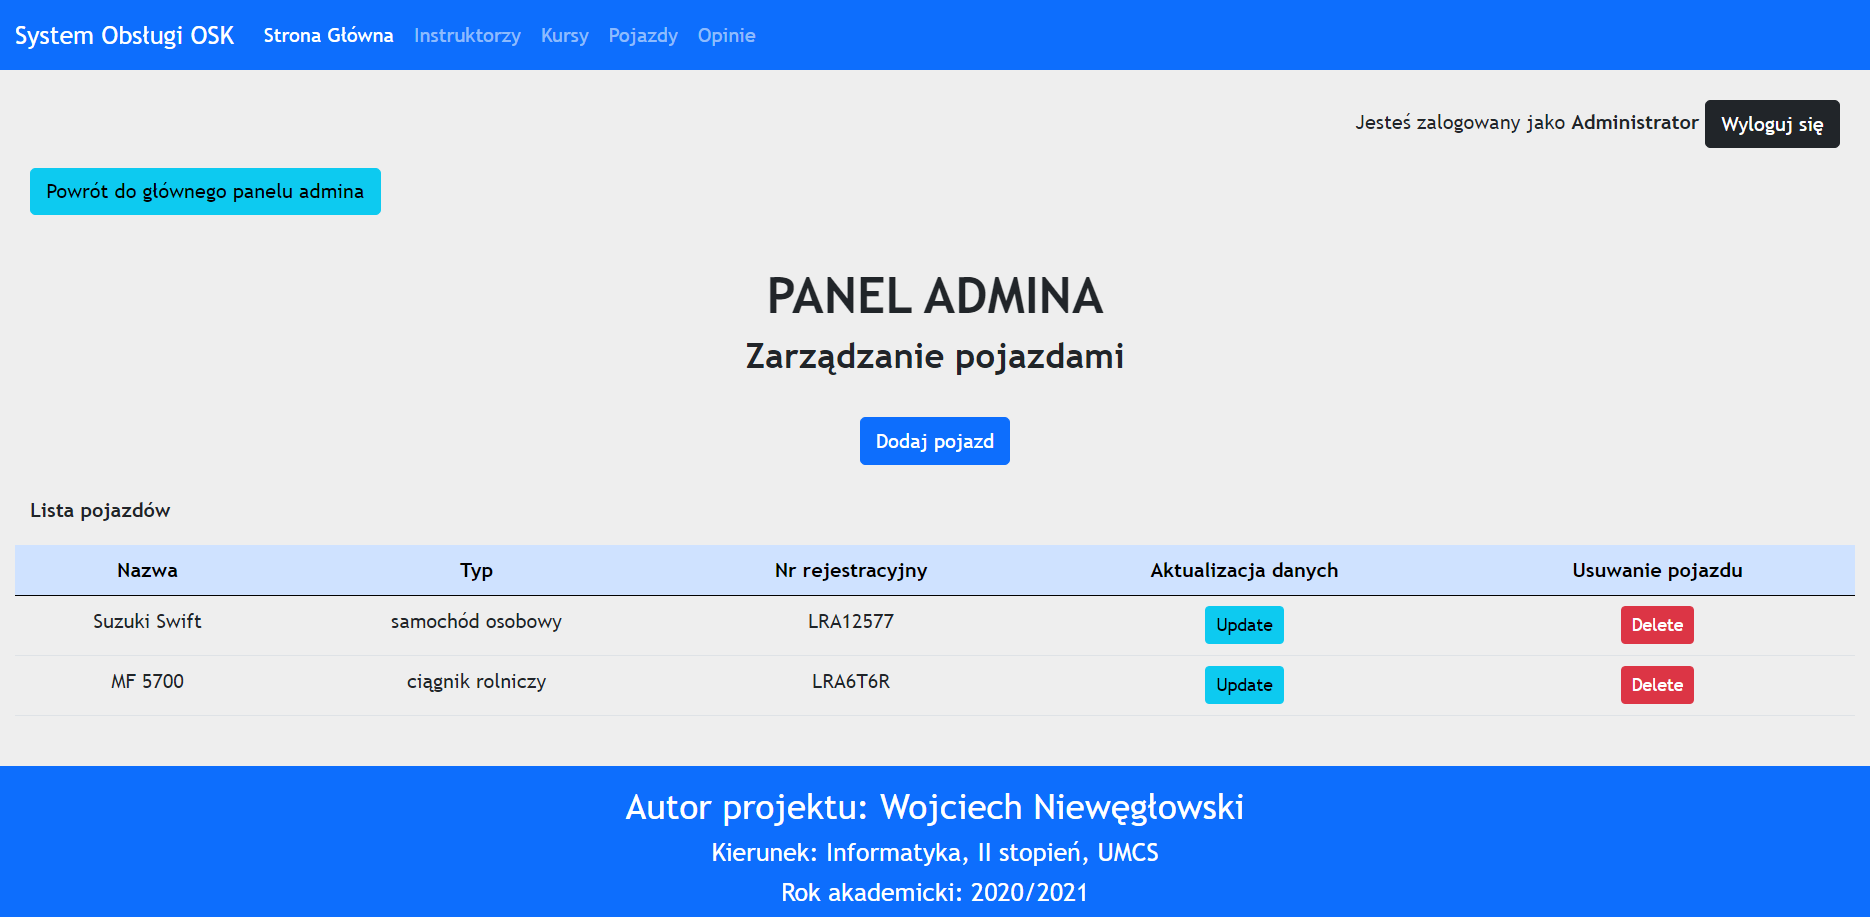 System Obsługi OSK Strona Główna Instruktorzy Kursy Pojazdy Opinie
Jesteś zalogowany jako Administrator Wyloguj się
Powrót do głównego panelu admina
PANEL ADMINA
Zarządzanie pojazdami
Dodaj pojazd
Lista pojazdów
Nazwa Typ Nr rejestracyjny Aktualizacja danych Usuwanie pojazdu
Suzuki Swift samochód osobowy LRA12577 Update Delete
MF 5700 ciągnik rolniczy LRA6T6R Update Delete
Autor projektu: Wojciech Niewęgłowski
Kierunek: Informatyka, II stopień, UMCS
Rok akademicki: 2020/2021